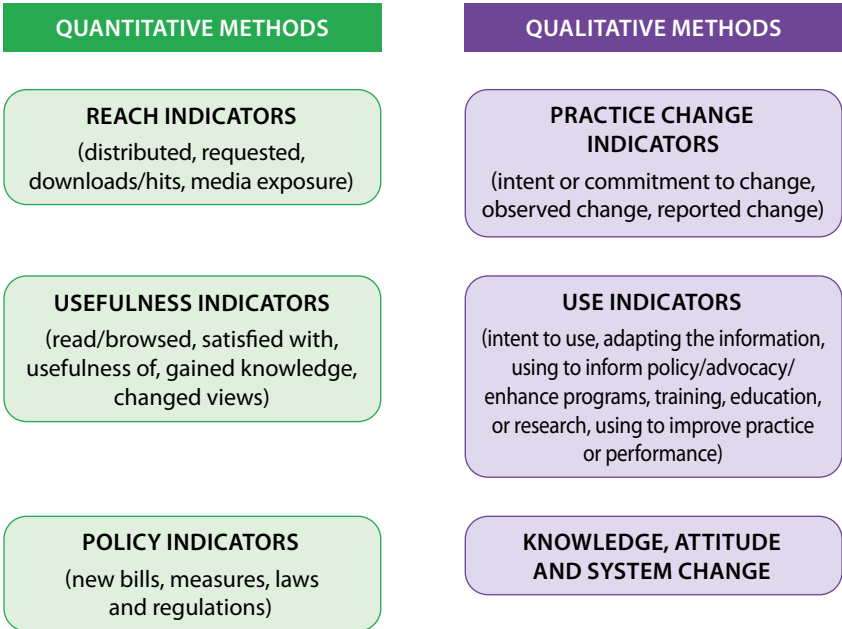 QUANTITATIVE METHODS
REACH INDICATORS
(distributed, requested,
downloads/hits, media exposure)
USEFULNESS INDICATORS
(read/browsed, satisfied with,
usefulness of, gained knowledge,
changed views)
POLICY INDICATORS
(new bills, measures, laws
and regulations)
QUALITATIVE METHODS
PRACTICE CHANGE
INDICATORS
(intent or commitment to change,
observed change, reported change)
USE INDICATORS
(intent to use, adapting the information,
using to inform policy/advocacy/
enhance programs, training, education,
or research, using to improve practice
or performance)
KNOWLEDGE, ATTITUDE
AND SYSTEM CHANGE